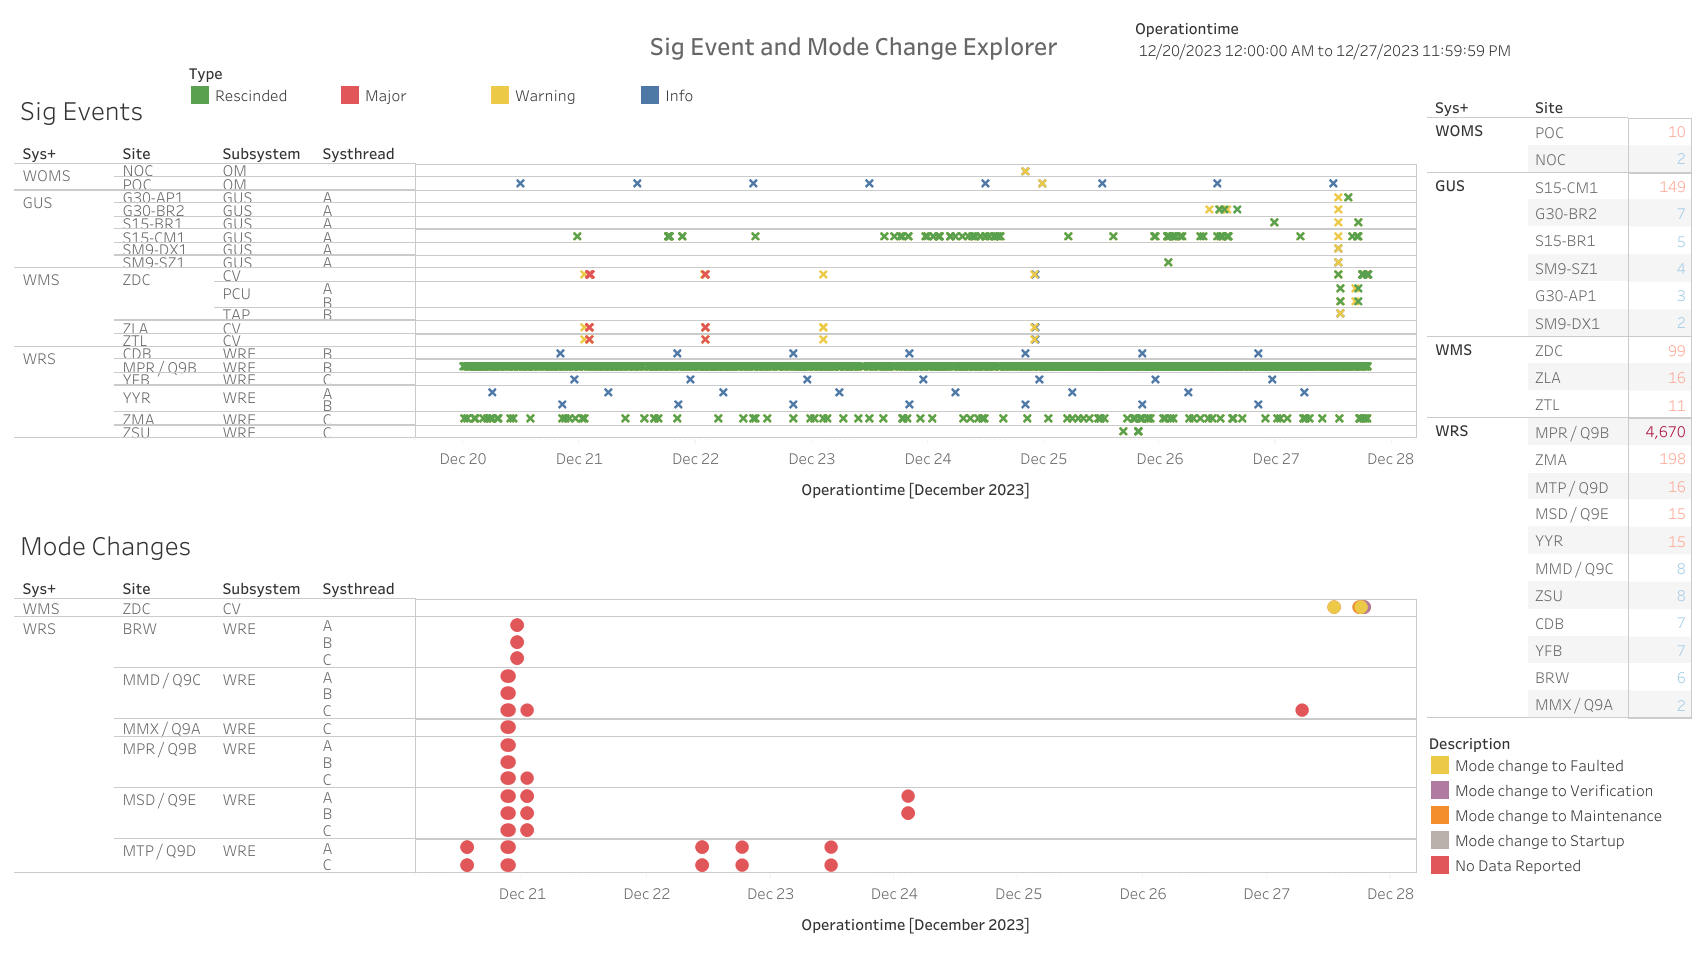 Sig Event and Mode Change Explorer
Operationtime
12/20/2023 12:00:00 AM to 12/27/2023 11:59:59 PM
Type
Rescinded Major Warning Info
Sig Events
Sys+ Site Subsystem Systhread
WOMS NOC OM
POC OM
GUS G30-AP1 GUS A
G30-BR2 GUS A
S15-BR1 GUS A
S15-CM1 GUS A
SM9-DX1 GUS A
SM9-SZ1 GUS A
WMS ZDC CV
PCU A
B
TAP B
ZLA CV
ZTL CV
WRS CDB WRE B
MPR / Q9B WRE B
YFB WRE C
YYR WRE A
B
ZMA WRE C
ZSU WRE C
Dec 20 Dec 21 Dec 22 Dec 23 Dec 24 Dec 25 Dec 26 Dec 27 Dec 28
Operationtime [December 2023]
Mode Changes
Sys+ Site Subsystem Systhread
WMS ZDC CV
WRS BRW WRE A
B
C
MMD / Q9C WRE A
B
C
MMX / Q9A WRE C
MPR / Q9B WRE A
B
C
MSD / Q9E WRE A
B
C
MTP / Q9D WRE A
C
Dec 21 Dec 22 Dec 23 Dec 24 Dec 25 Dec 26 Dec 27 Dec 28
Operationtime [December 2023]
Sys+ Site
WOMS POC 10
NOC 2
GUS S15-CM1 149
G30-BR2 7
S15-BR1 5
SM9-SZ1 4
G30-AP1 3
SM9-DX1 2
WMS ZDC 99
ZLA 16
ZTL 11
WRS MPR / Q9B 4,670
ZMA 198
MTP / Q9D 16
MSD / Q9E 15
YYR 15
MMD / Q9C 8
ZSU 8
CDB 7
YFB 7
BRW 6
MMX / Q9A 2
Description
Mode change to Faulted
Mode change to Verification
Mode change to Maintenance
Mode change to Startup
No Data Reported